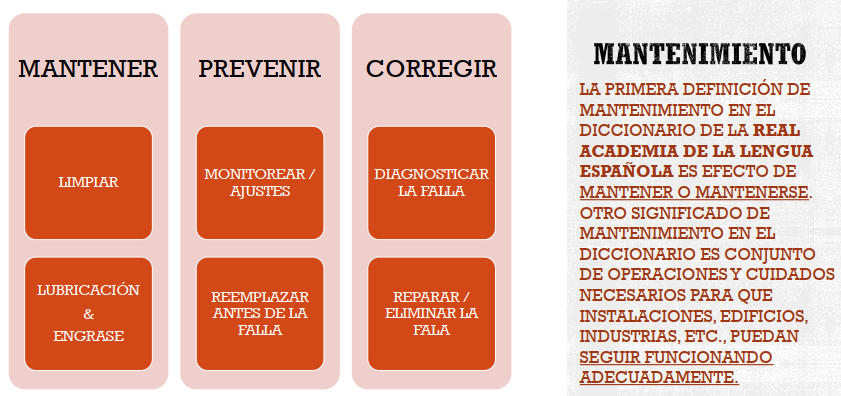 MANTENER
LIMPIAR
LUBRICACIÓN
&
ENGRASE
PREVENIR
MONITOREAR /
AJUSTES
REEMPLAZAR
ANTES DE LA
FALLA
CORREGIR
DIAGNOSTICAR
LA FALLA
REPARAR /
ELIMINAR LA
FALA
MANTENIMIENTO
LA PRIMERA DEFINICIÓN DE
MANTENIMIENTO EN EL
DICCIONARIO DE LA REAL
ACADEMIA DE LA LENGUA
ESPAÑOLA ES EFECTO DE
MANTENER O MANTENERSE.
OTRO SIGNIFICADO DE
MANTENIMIENTO EN EL
DICCIONARIO ES CONJUNTO
DE OPERACIONES Y CUIDADOS
NECESARIOS PARA QUE
INSTALACIONES, EDIFICIOS,
INDUSTRIAS, ETC., PUEDAN
SEGUIR FUNCIONANDO
ADECUADAMENTE.